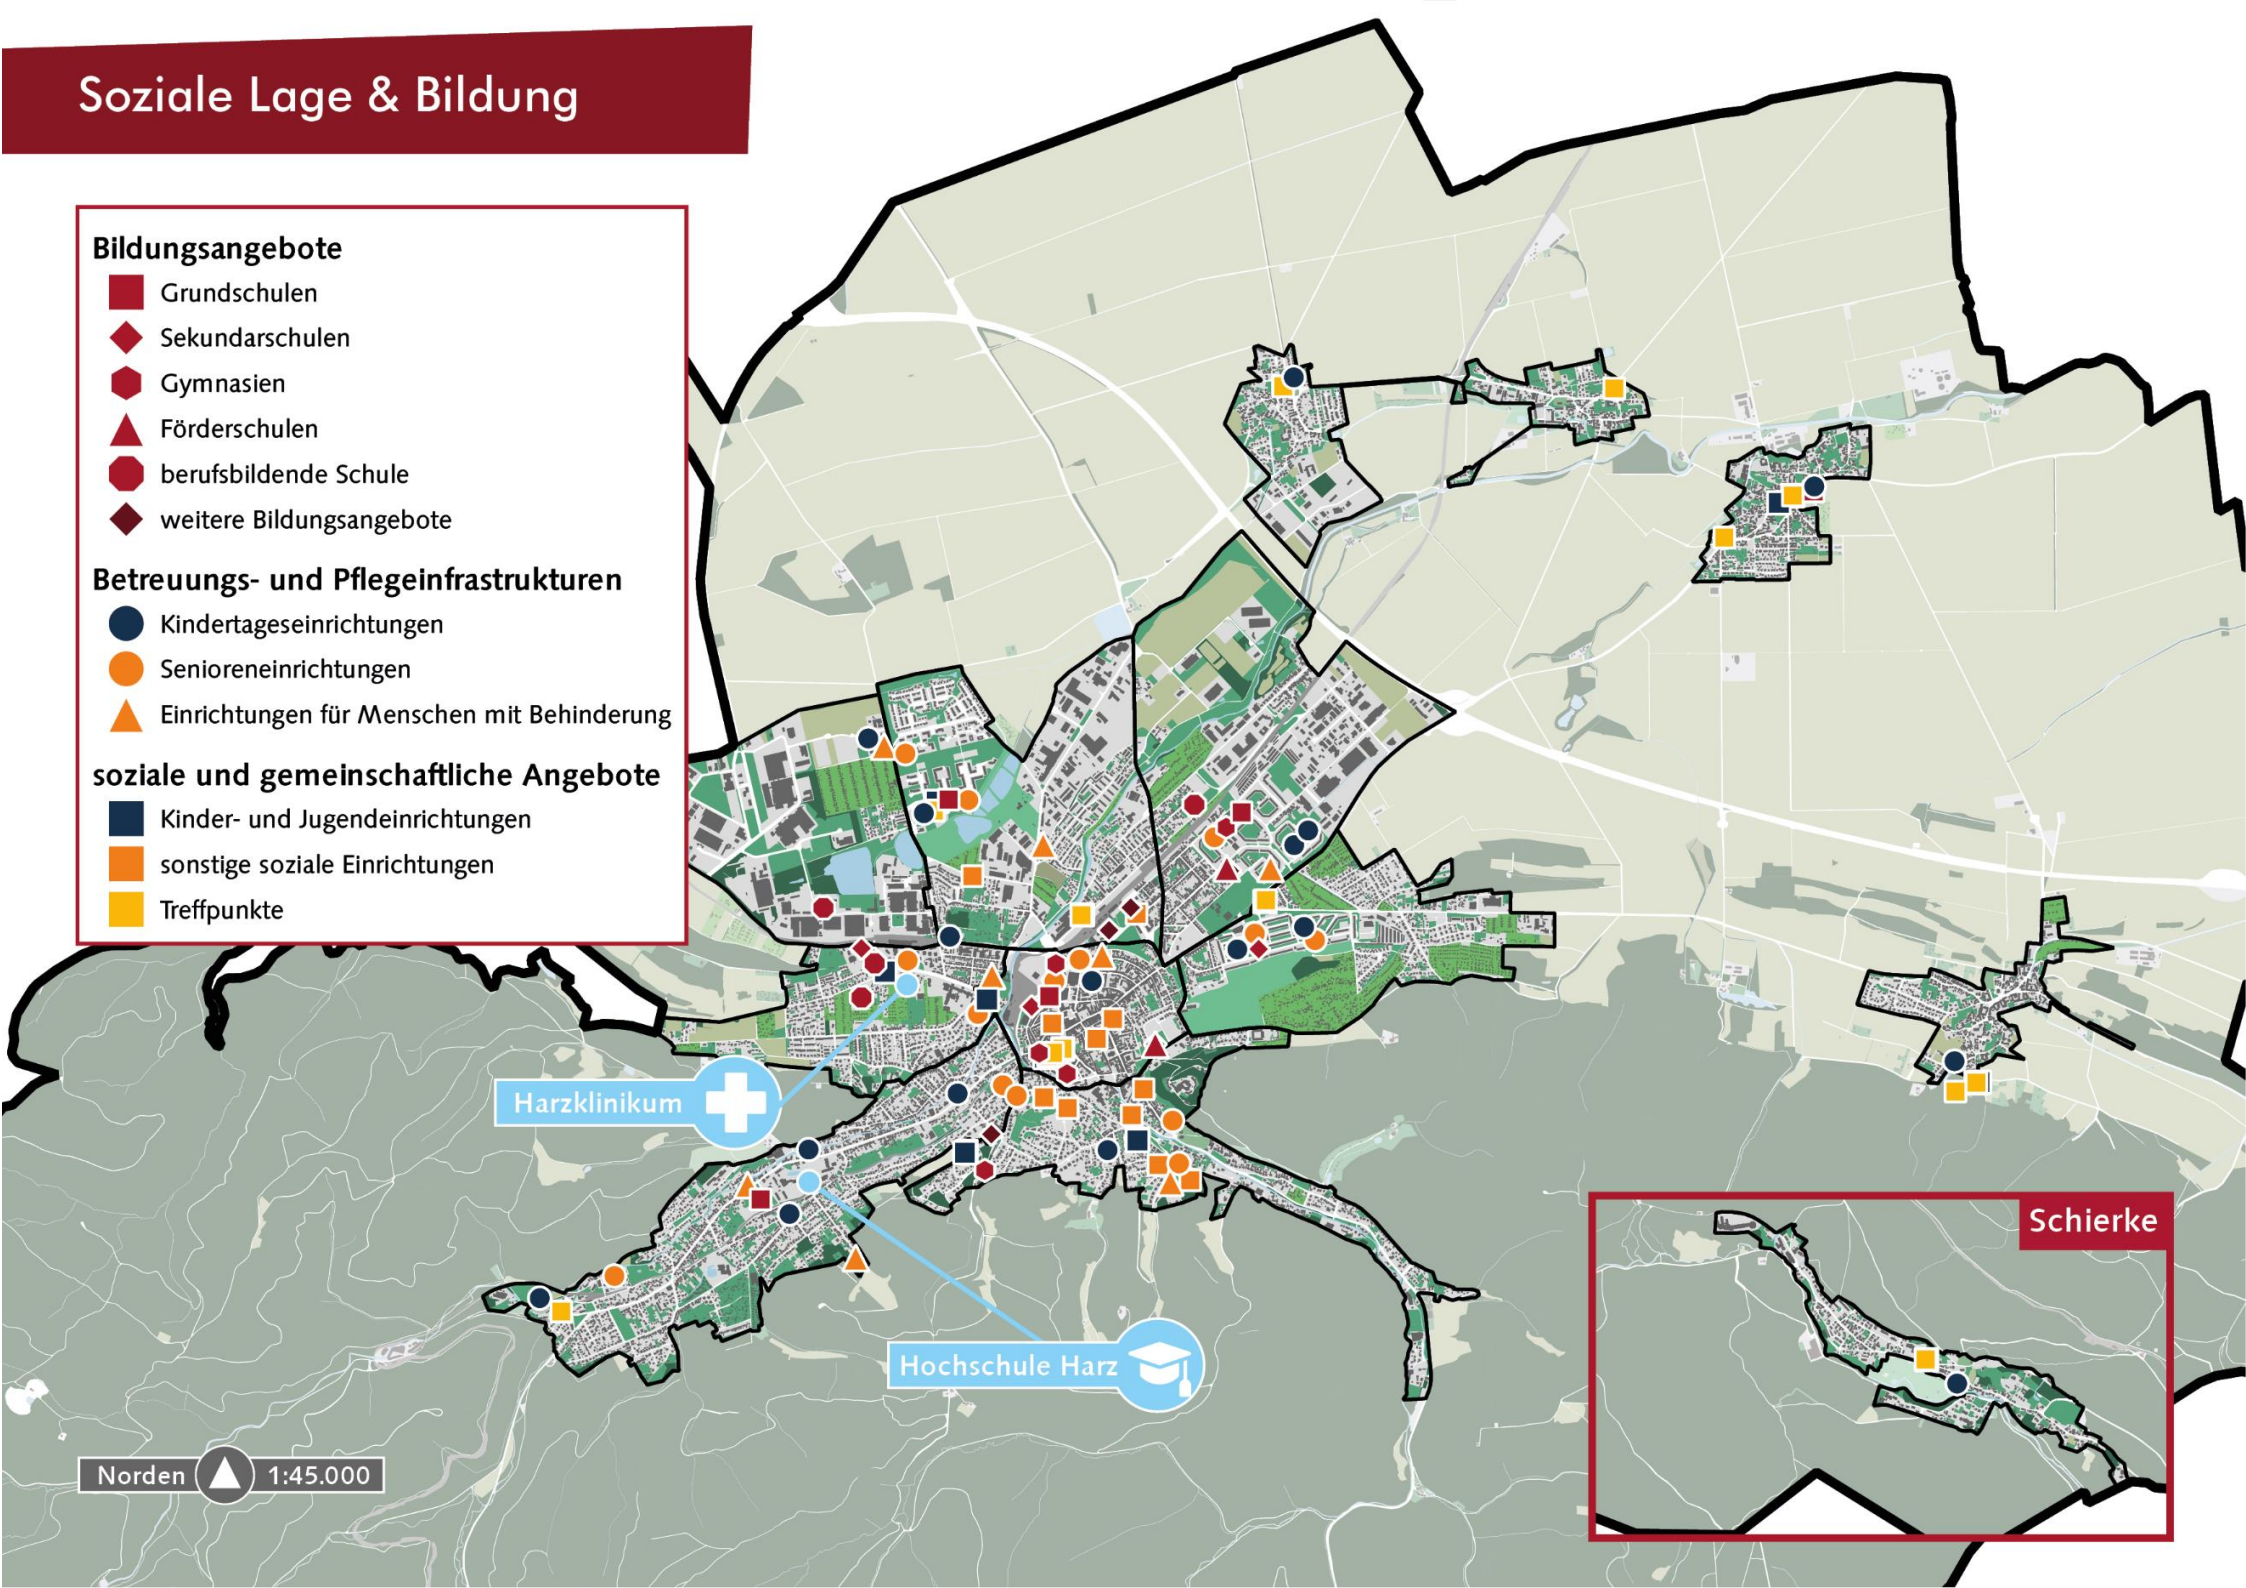 Soziale Lage & Bildung
Bildungsangebote
Grundschulen
Sekundarschulen
Gymnasien
Förderschulen
berufsbildende Schule
weitere Bildungsangebote
Betreuungs- und Pflegeinfrastrukturen
Kindertageseinrichtungen
Senioreneinrichtungen
Einrichtungen für Menschen mit Behinderung
soziale und gemeinschaftliche Angebote
Kinder- und Jugendeinrichtungen
sonstige soziale Einrichtungen
Treffpunkte
Harzklinikum
Hochschule Harz
Schierke
Norden 1:45.000